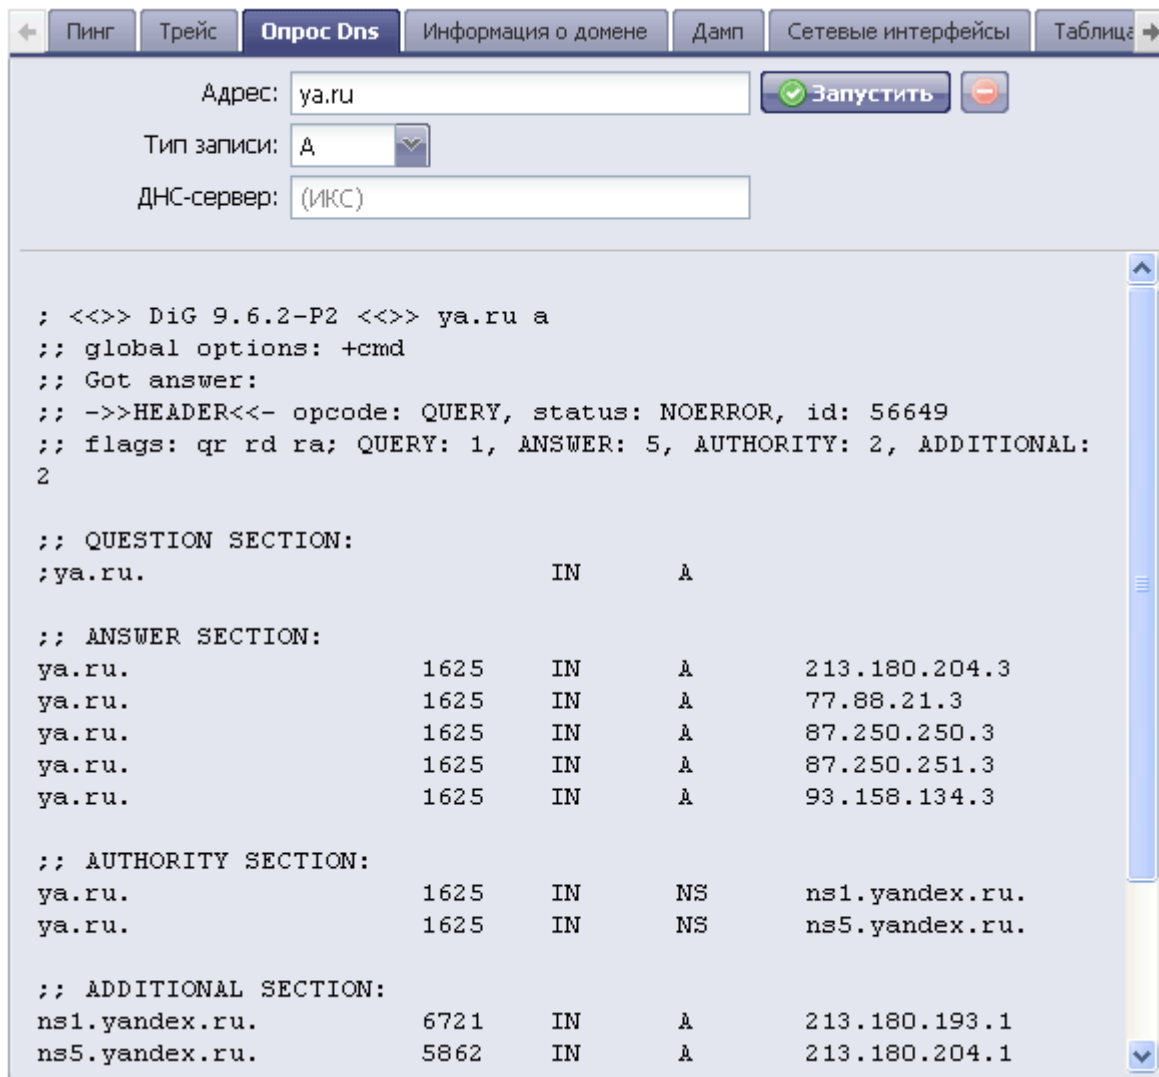 Пинг Трейс Опрос Dns Информация о домене Дамп Сетевые интерфейсы Таблица
Адрес: ya.ru Запустить
Тип записи: A
ДНС-сервер: (ИКС)
; <<>> DiG 9.6.2-P2 <<>> ya.ru a
;; global options: +cmd
;; Got answer:
;; ->>HEADER<<- opcode: QUERY, status: NOERROR, id: 56649
;; flags: qr rd ra; QUERY: 1, ANSWER: 5, AUTHORITY: 2, ADDITIONAL:
2
;; QUESTION SECTION:
;ya.ru. IN A
;; ANSWER SECTION:
ya.ru. 1625 IN A 213.180.204.3
ya.ru. 1625 IN A 77.88.21.3
ya.ru. 1625 IN A 87.250.250.3
ya.ru. 1625 IN A 87.250.251.3
ya.ru. 1625 IN A 93.158.134.3
;; AUTHORITY SECTION:
ya.ru. 1625 IN NS ns1.yandex.ru.
ya.ru. 1625 IN NS ns5.yandex.ru.
;; ADDITIONAL SECTION:
ns1.yandex.ru. 6721 IN A 213.180.193.1
ns5.yandex.ru. 5862 IN A 213.180.204.1